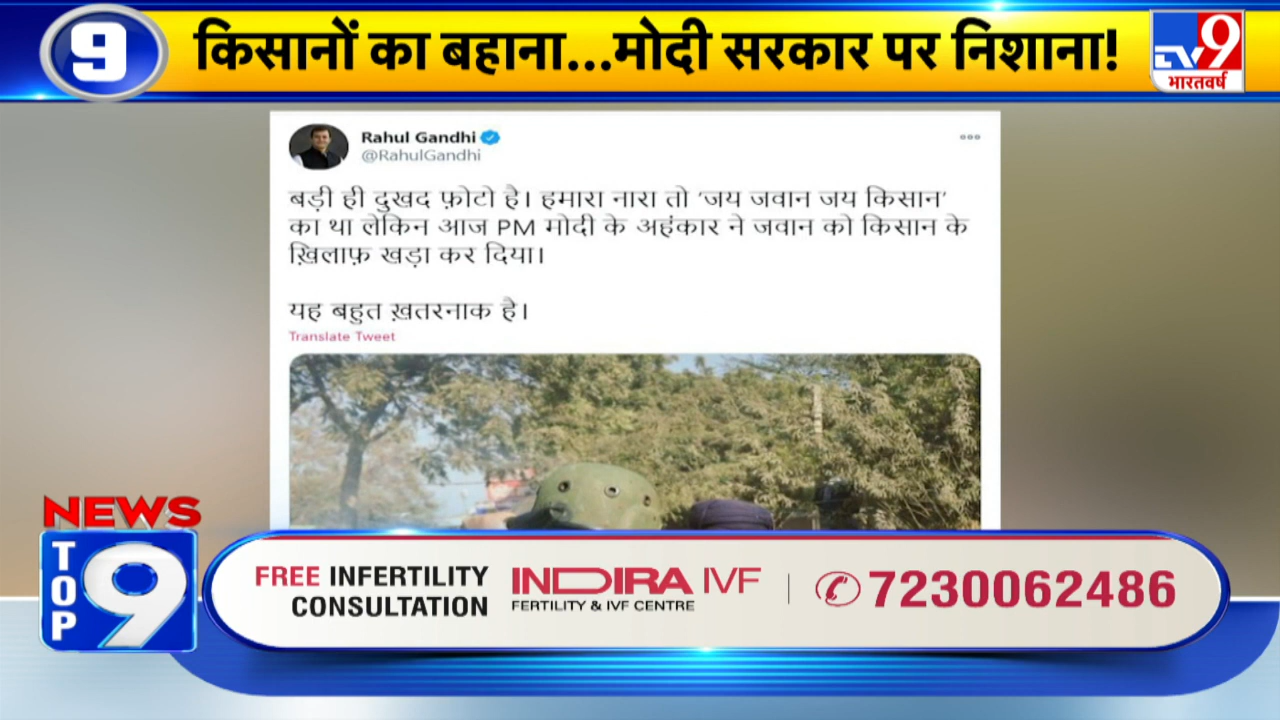 9
किसानों का बहाना...मोदी सरकार पर निशाना!
TV9
भारतवर्ष
Rahul Gandhi
@RahulGandhi
बड़ी ही दुखद फ़ोटो है। हमारा नारा तो ‘जय जवान जय किसान’
का था लेकिन आज PM मोदी के अहंकार ने जवान को किसान के
ख़िलाफ़ खड़ा कर दिया।
यह बहुत ख़तरनाक है।
Translate Tweet
NEWS
TOP
9
FREE INFERTILITY
CONSULTATION
INDIRA IVF
FERTILITY & IVF CENTRE
7230062486